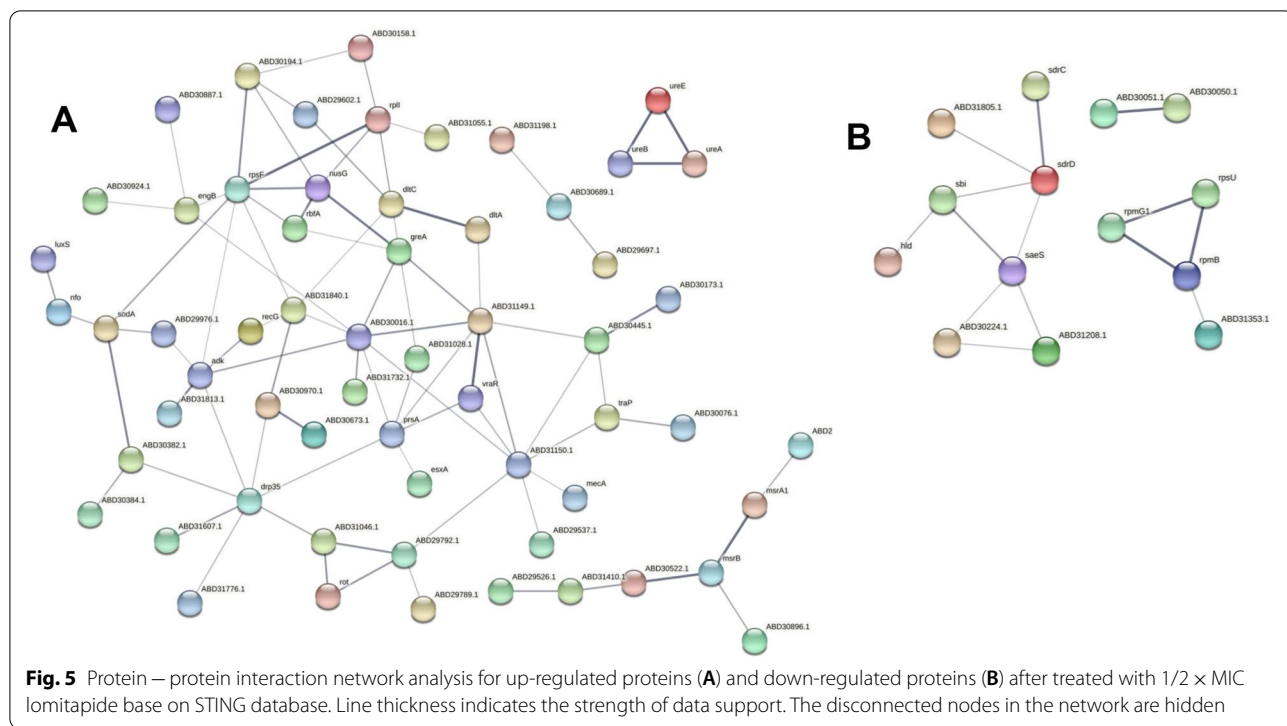 A
ABD30158.1
ABD30194.1
ABD30887.1
ABD29602.1
rplI
ABD31055.1
rpsF
nusG
ABD30924.1
engB
dltC
rbfA
dltA
greA
luxS
nfo
sodA
ABD29976.1
recG
ABD31840.1
ABD30016.1
ABD31149.1
adk
ABD31028.1
ABD31732.1
ABD31813.1
ABD30970.1
ABD30673.1
prsA
vraR
ABD30445.1
ABD30173.1
traP
ABD30076.1
ABD30382.1
ABD30384.1
esxA
ABD31150.1
mecA
ABD29537.1
drp35
ABD31607.1
ABD31776.1
ABD31046.1
ABD29792.1
rot
ABD29789.1
ABD31198.1
ABD30689.1
ABD29697.1
ureE
ureB
ureA
ABD2
msrA1
msrB
ABD30522.1
ABD31410.1
ABD29526.1
ABD30896.1
B
sdrC
ABD31805.1
sdrD
sbi
hld
saeS
ABD30224.1
ABD31208.1
ABD30051.1
ABD30050.1
rpsU
rpmG1
rpmB
ABD31353.1
Fig. 5 Protein — protein interaction network analysis for up-regulated proteins (A) and down-regulated proteins (B) after treated with 1/2 × MIC
lomitapide base on STING database. Line thickness indicates the strength of data support. The disconnected nodes in the network are hidden